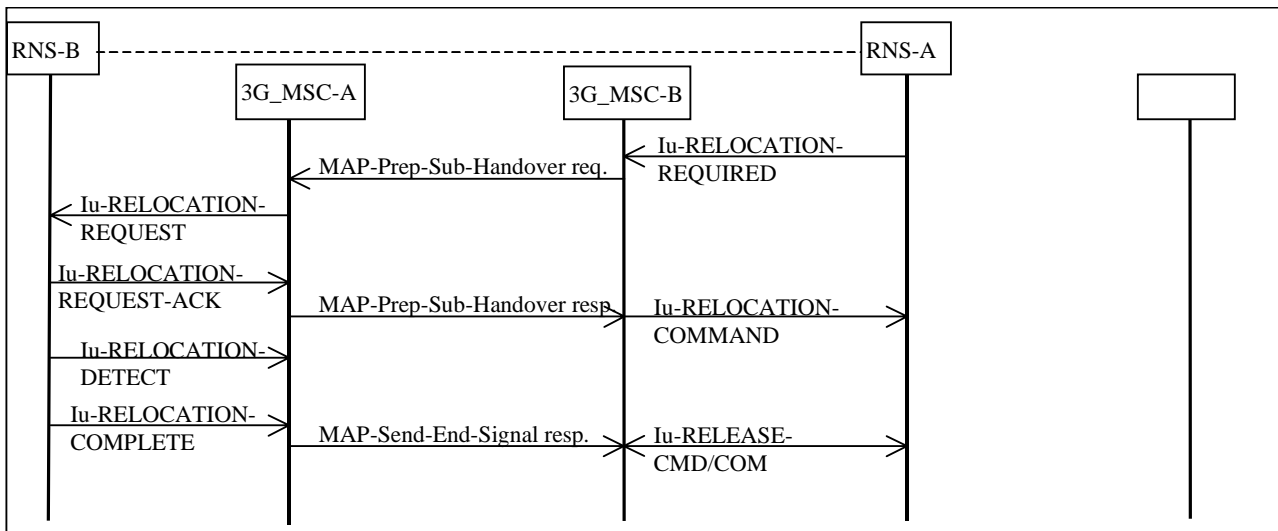 RNS-B
RNS-A
3G_MSC-A
3G_MSC-B
Iu-RELOCATION-
REQUIRED
MAP-Prep-Sub-Handover req.
Iu-RELOCATION-
REQUEST
Iu-RELOCATION-
REQUEST-ACK
MAP-Prep-Sub-Handover resp
Iu-RELOCATION-
COMMAND
Iu-RELOCATION-
DETECT
Iu-RELOCATION-
COMPLETE
MAP-Send-End-Signal resp.
Iu-RELEASE-
CMD/COM